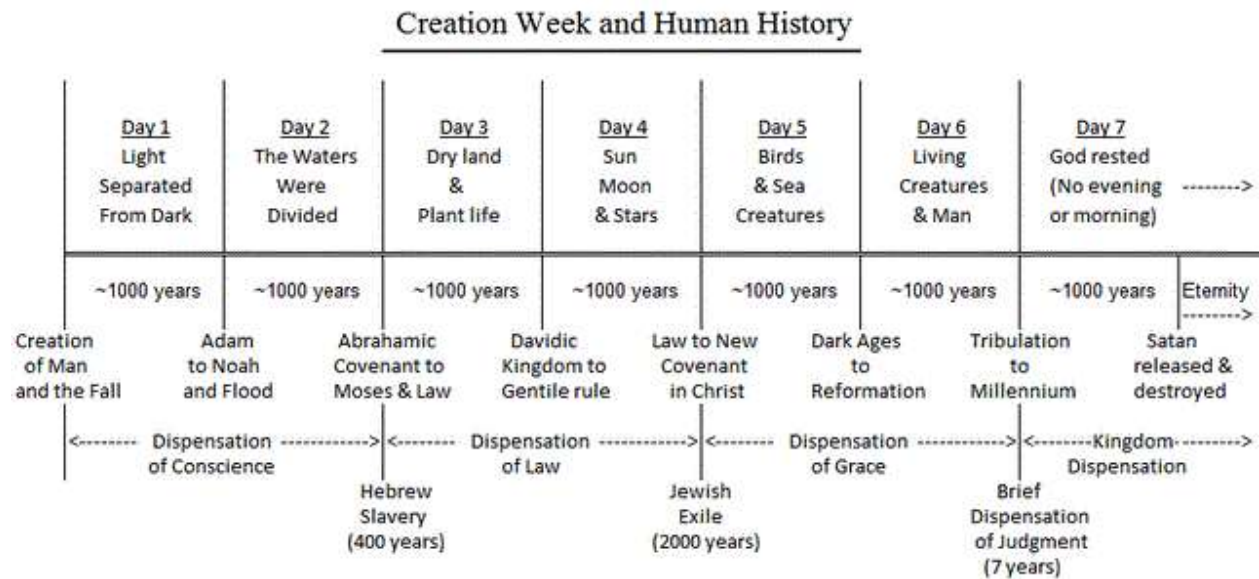 Creation Week and Human History
Day 1
Light
Separated
From Dark
Day 2
The Waters
Were
Divided
Day 3
Dry land
&
Plant life
Day 4
Sun
Moon
& Stars
Day 5
Birds
& Sea
Creatures
Day 6
Living
Creatures
& Man
Day 7
God rested
(No evening -------->
or morning)
~1000 years
~1000 years
~1000 years
~1000 years
~1000 years
~1000 years
~1000 years
Eternity
-------->
Creation
of Man
and the Fall
Adam
to Noah
and Flood
Abrahamic
Covenant to
Moses & Law
Davidic
Kingdom to
Gentile rule
Law to New
Covenant
in Christ
Dark Ages
to
Reformation
Tribulation
to
Millennium
Satan
released &
destroyed
<-------- Dispensation ------------>
of Conscience
<-------- Dispensation ------------>
of Law
<-------- Dispensation ------------>
of Grace
<--------Kingdom-------->
Dispensation
Hebrew
Slavery
(400 years)
Jewish
Exile
(2000 years)
Brief
Dispensation
of Judgment
(7 years)